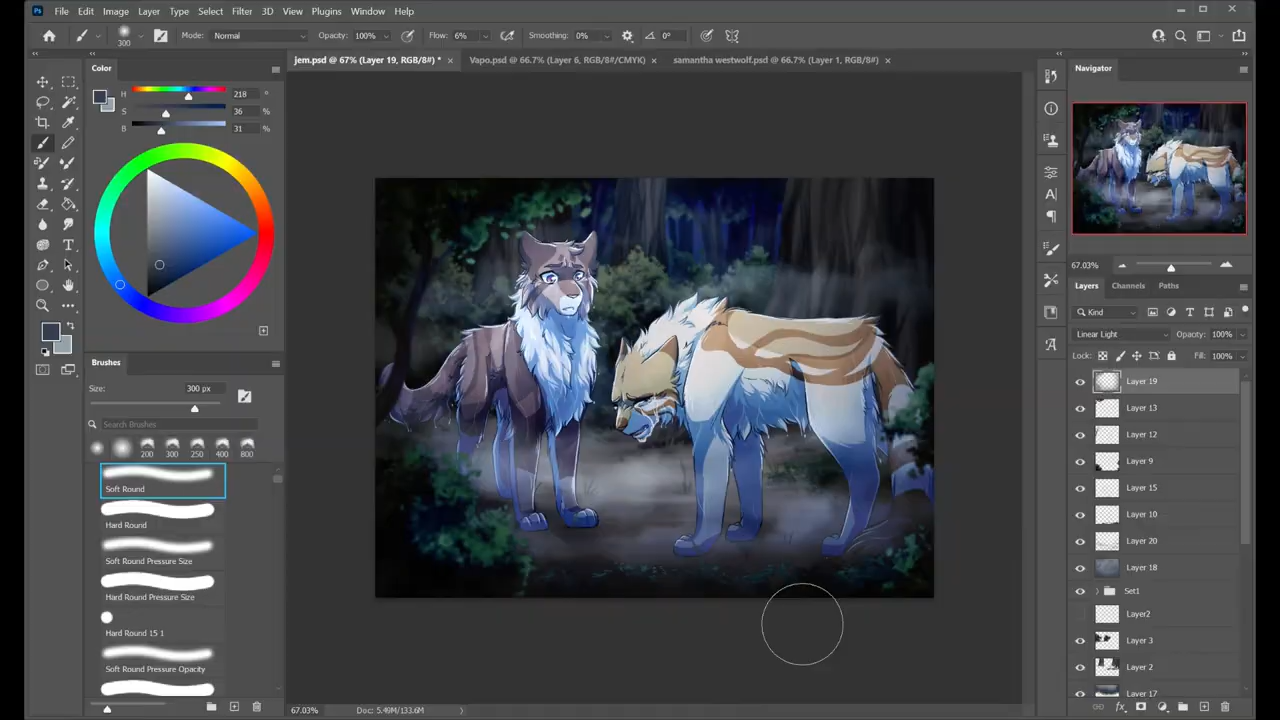 Ps File Edit Image Layer Type Select Filter 3D View Plugins Window Help
300 Mode: Normal Opacity: 100% Flow: 6% Smoothing: 0% 0°
jem.psd @ 67% (Layer 19, RGB/8#) * × Vapo.psd @ 66.7% (Layer 6, RGB/8#/CMYK) × samantha westwolf.psd @ 66.7% (Layer 1, RGB/8#) ×
Color
H 218 °
S 36 %
B 31 %
Brushes
Size: 300 px
Search Brushes
200 300 250 400 800
Soft Round
Hard Round
Soft Round Pressure Size
Hard Round Pressure Size
Hard Round 15 1
Soft Round Pressure Opacity
67.03% Doc: 5.49M/133.6M
Navigator
67.03%
Layers Channels Paths
Kind
Linear Light Opacity: 100%
Lock: Fill: 100%
Layer 19
Layer 13
Layer 12
Layer 9
Layer 15
Layer 10
Layer 20
Layer 18
Set1
Layer2
Layer 3
Layer 2
Layer 17